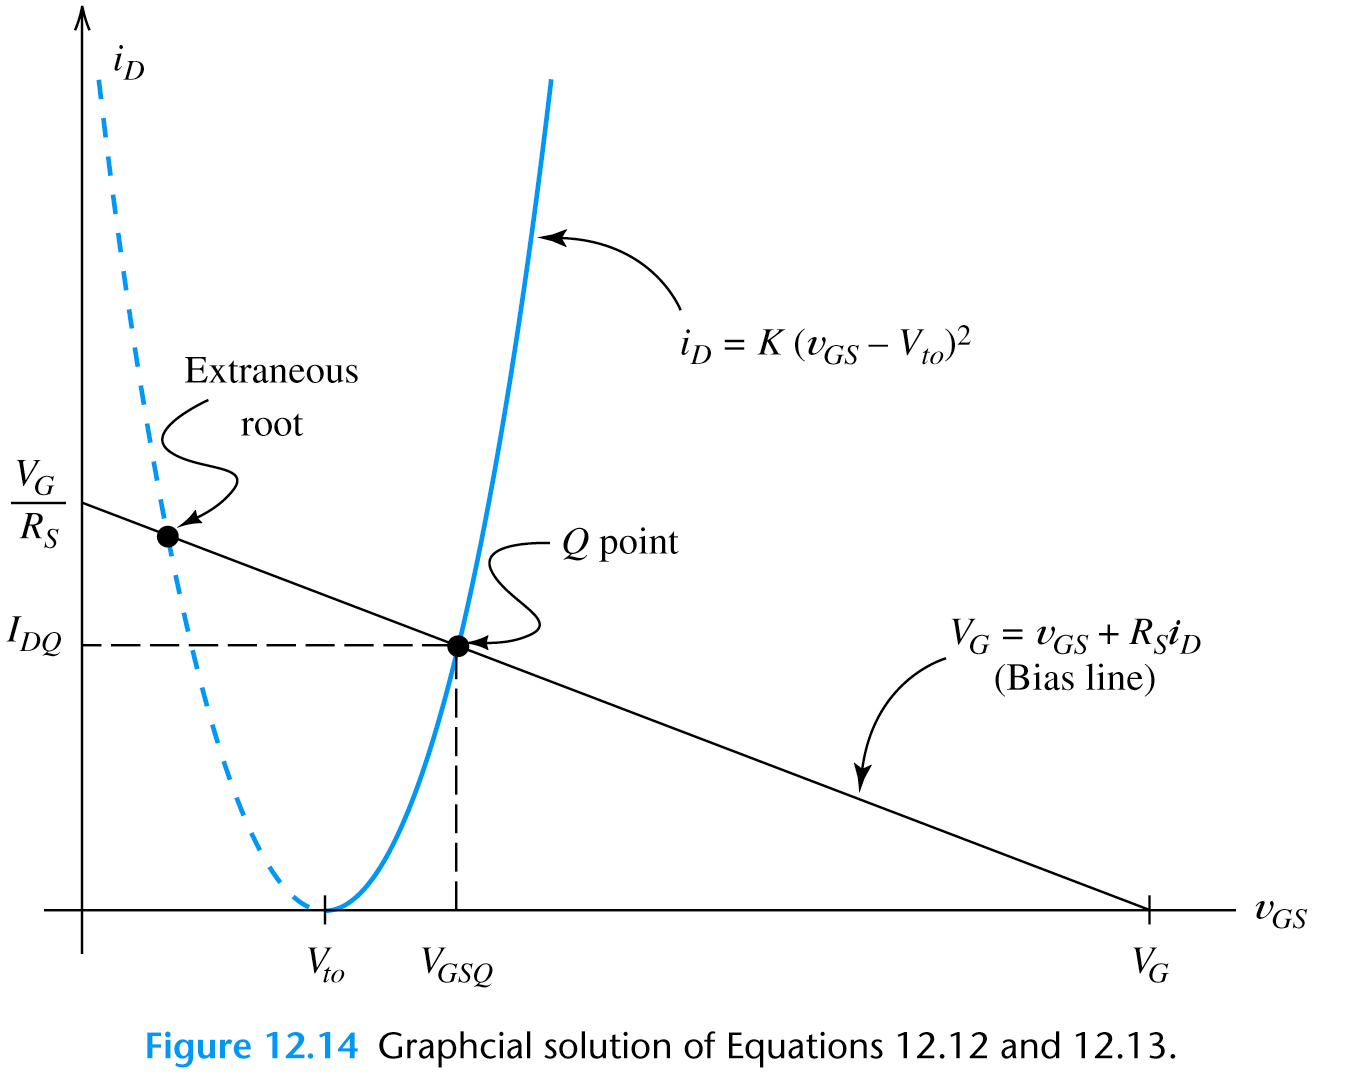 i_D
i_D = K (v_GS – V_to)²
Extraneous
root
V_G
R_S
Q point
I_DQ
V_G = v_GS + R_S i_D
(Bias line)
v_GS
V_to
V_GSQ
V_G
Figure 12.14 Graphcial solution of Equations 12.12 and 12.13.